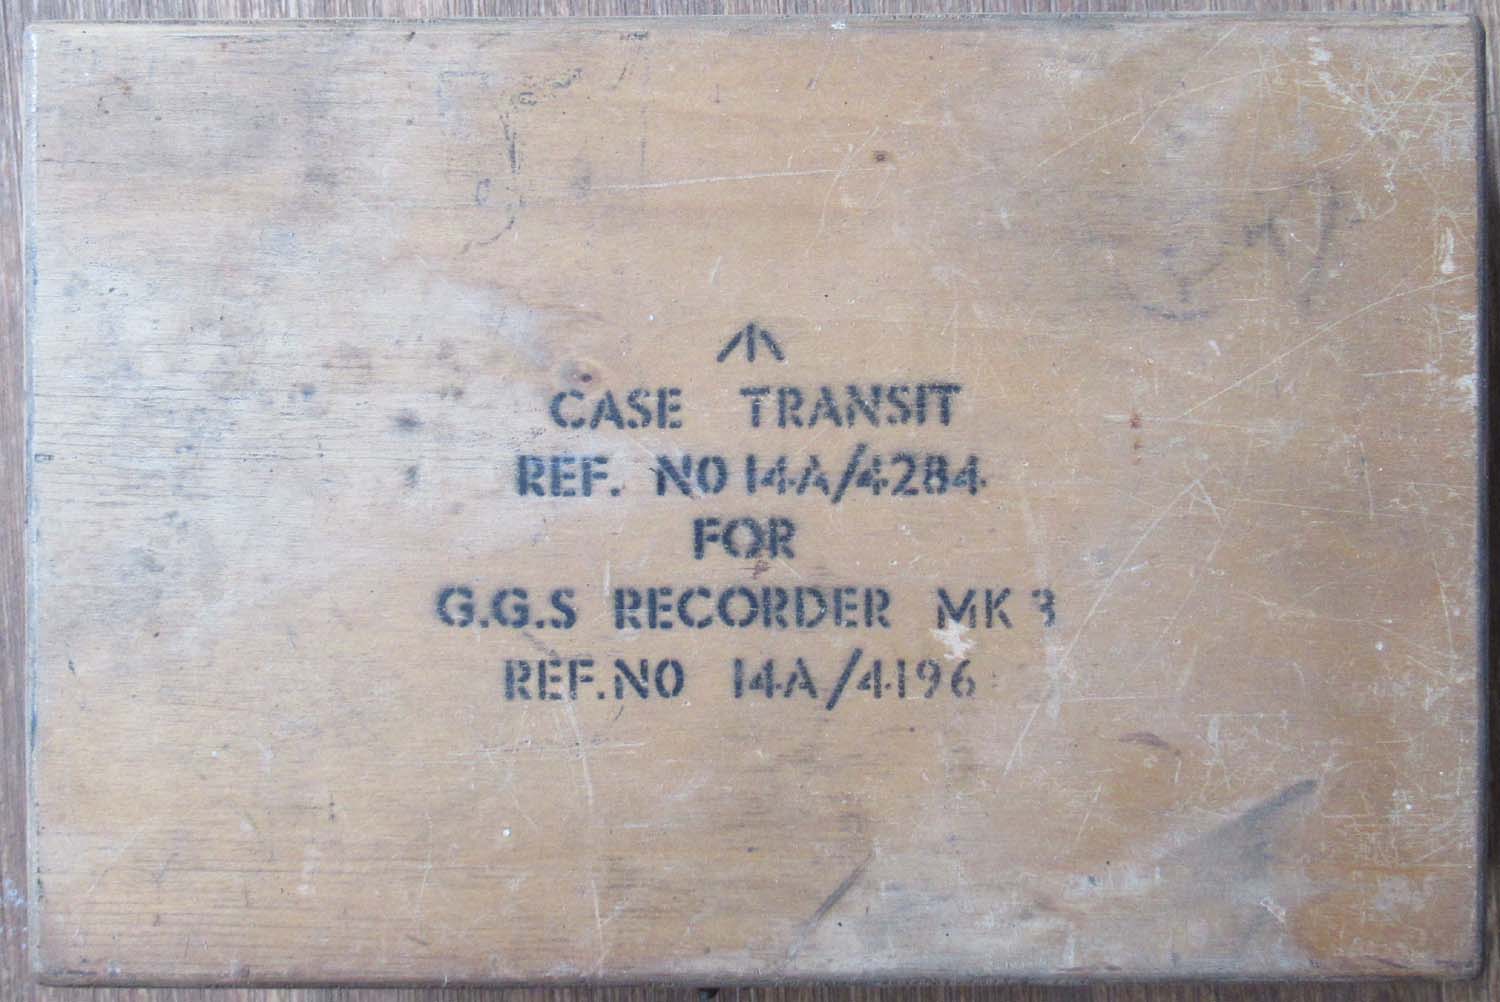 CASE TRANSIT
REF. NO 14A/4284
FOR
G.G.S RECORDER MK 3
REF.NO 14A/4196